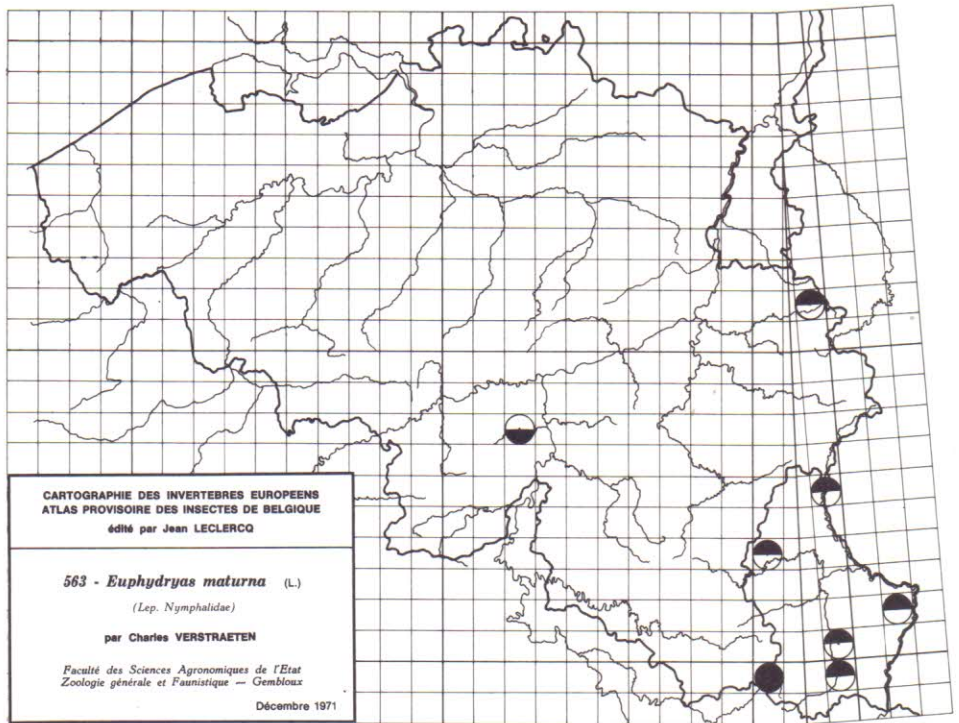 CARTOGRAPHIE DES INVERTEBRES EUROPEENS
ATLAS PROVISOIRE DES INSECTES DE BELGIQUE
édité par Jean LECLERCQ
563 - Euphydryas maturna (L.)
(Lep. Nymphalidae)
par Charles VERSTRAETEN
Faculté des Sciences Agronomiques de l'Etat
Zoologie générale et Faunistique — Gembloux
Décembre 1971